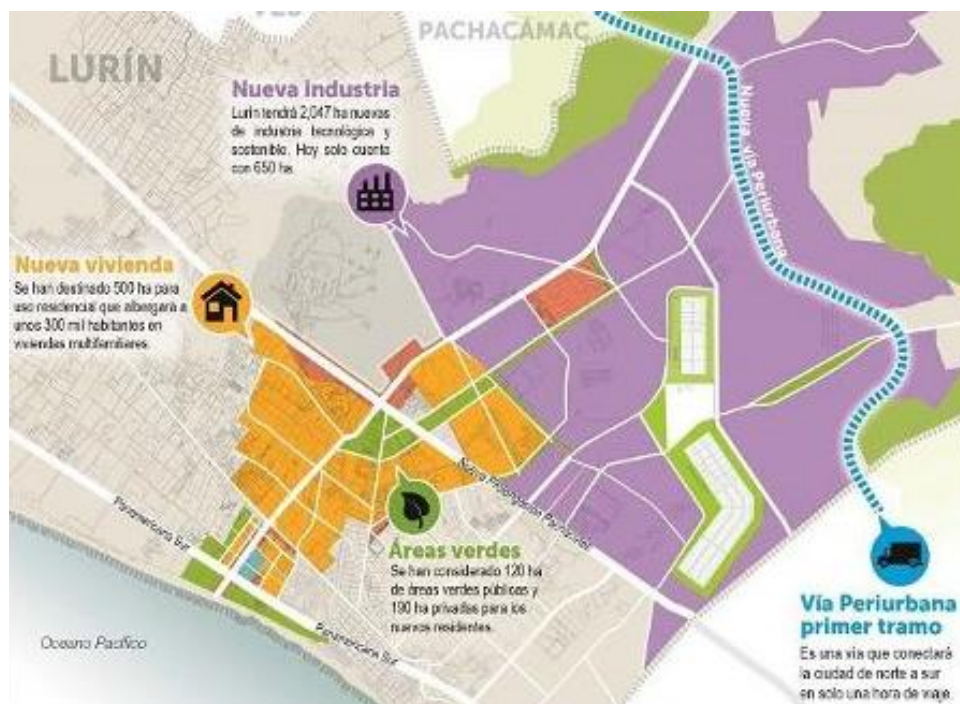 PACHACÁMAC
LURÍN
Nueva industria
Lurín tendrá 2,047 ha nuevas
de industria tecnológica y
sostenible. Hoy solo cuenta
con 650 ha.
Nueva vía Periurbana
Nueva vivienda
Se han destinado 500 ha para
uso residencial que albergará a
unos 300 mil habitantes en
viviendas multifamiliares.
Panamericana Sur
Nueva Prolongación Pachacútec
Áreas verdes
Se han considerado 120 ha
de áreas verdes públicas y
190 ha privadas para los
nuevos residentes.
Panamericana Sur
Oceano Pacífico
Vía Periurbana
primer tramo
Es una vía que conectará
la ciudad de norte a sur
en solo una hora de viaje.